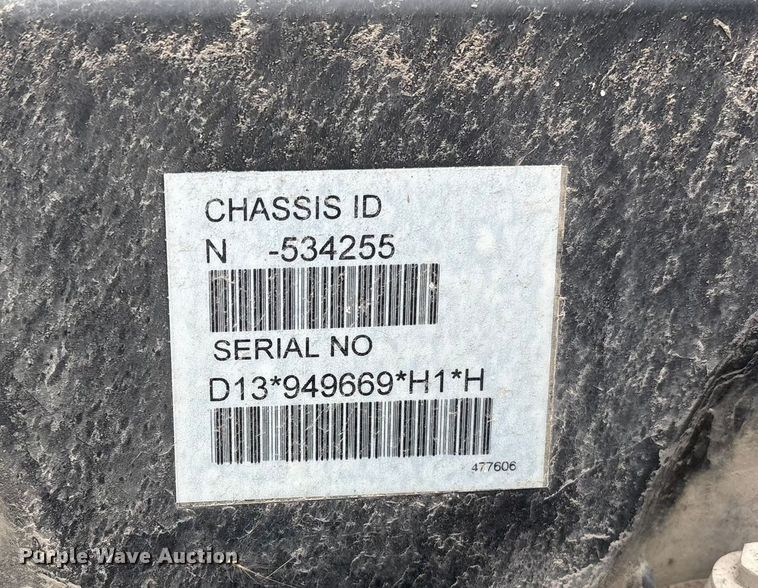 CHASSIS ID
N -534255
SERIAL NO
D13*949669*H1*H
477606
Purple Wave Auction